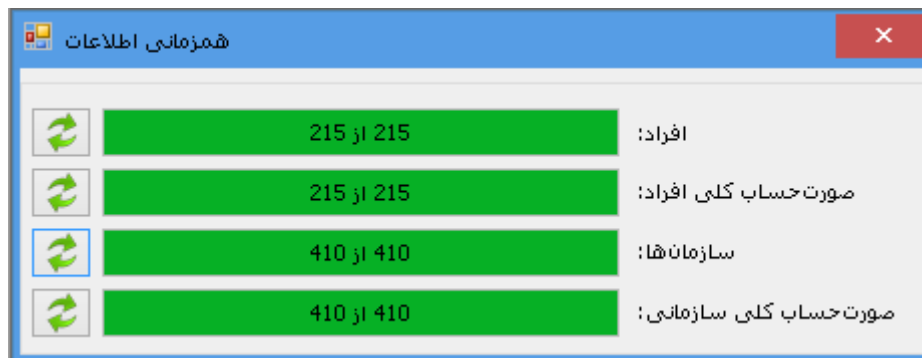 همزمانی اطلاعات
افراد: 215 از 215
صورت‌حساب کلی افراد: 215 از 215
سازمان‌ها: 410 از 410
صورت‌حساب کلی سازمانی: 410 از 410